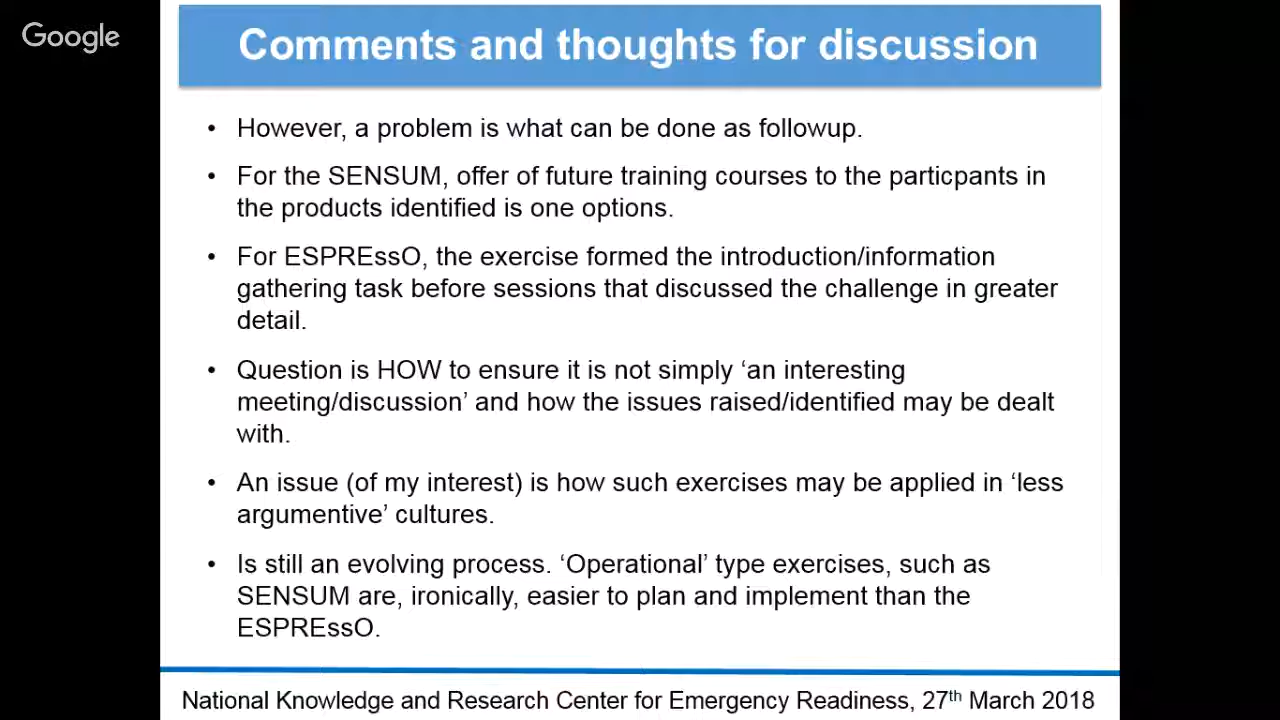 Google
Comments and thoughts for discussion
• However, a problem is what can be done as followup.
• For the SENSUM, offer of future training courses to the particpants in
the products identified is one options.
• For ESPREssO, the exercise formed the introduction/information
gathering task before sessions that discussed the challenge in greater
detail.
• Question is HOW to ensure it is not simply ‘an interesting
meeting/discussion’ and how the issues raised/identified may be dealt
with.
• An issue (of my interest) is how such exercises may be applied in ‘less
argumentive’ cultures.
• Is still an evolving process. ‘Operational’ type exercises, such as
SENSUM are, ironically, easier to plan and implement than the
ESPREssO.
National Knowledge and Research Center for Emergency Readiness, 27th March 2018